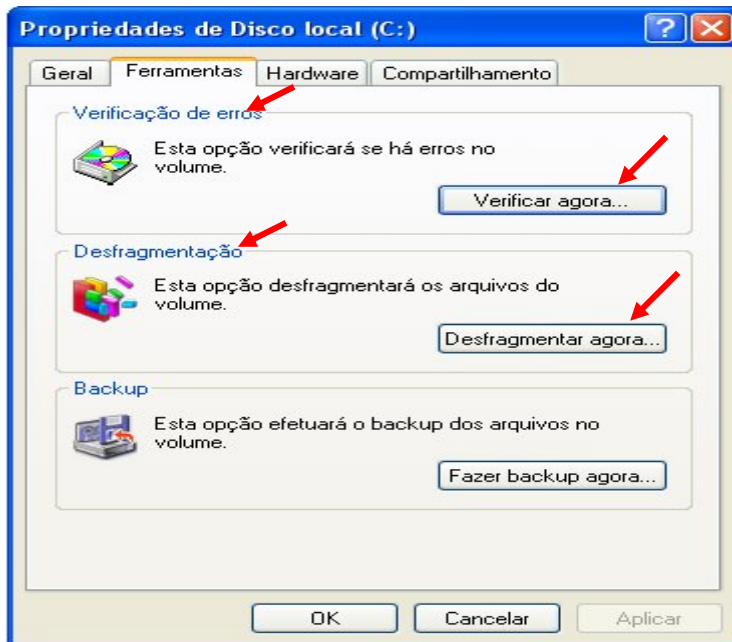 Propriedades de Disco local (C:)
Geral Ferramentas Hardware Compartilhamento
Verificação de erros
Esta opção verificará se há erros no
volume.
Verificar agora...
Desfragmentação
Esta opção desfragmentará os arquivos do
volume.
Desfragmentar agora...
Backup
Esta opção efetuará o backup dos arquivos no
volume.
Fazer backup agora...
OK Cancelar Aplicar